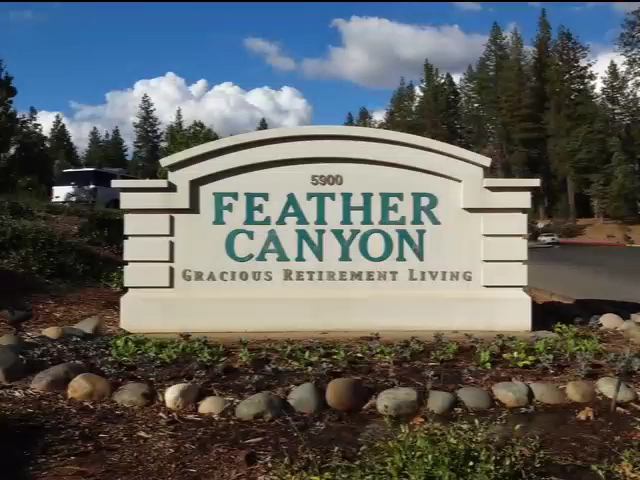 5900
FEATHER
CANYON
GRACIOUS RETIREMENT LIVING